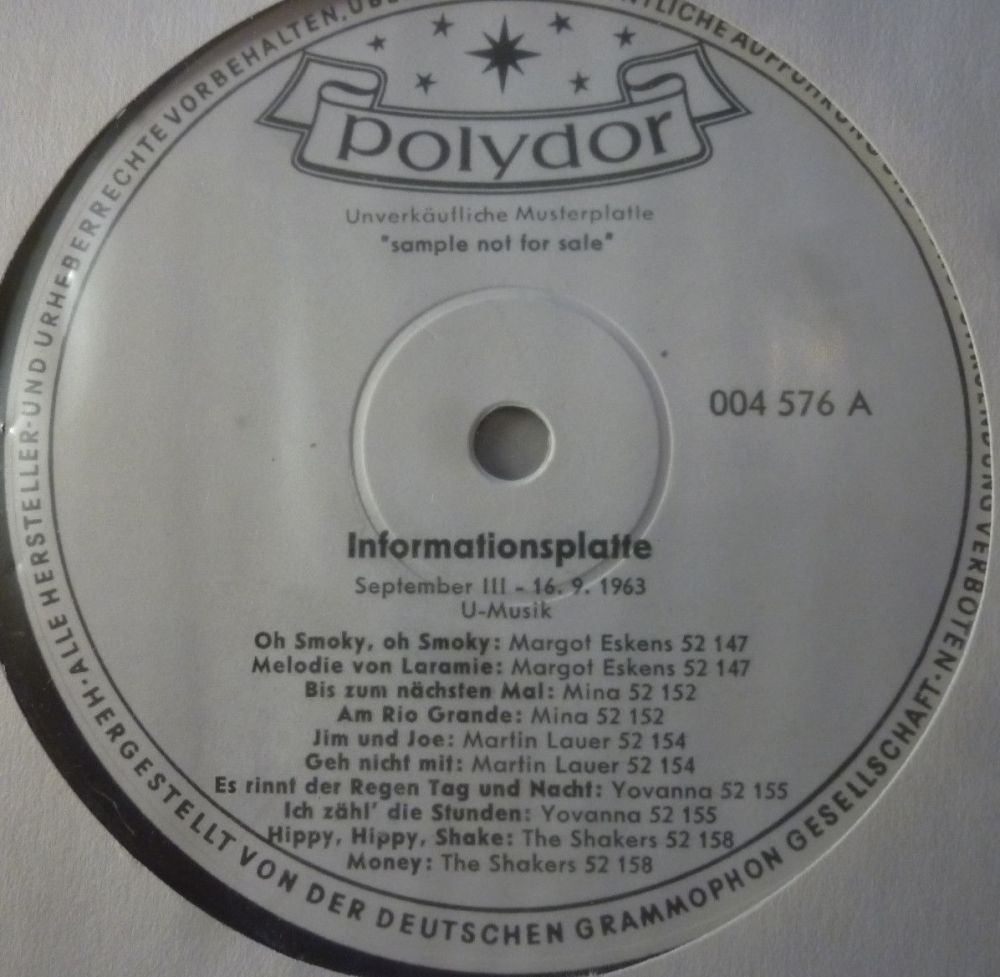 polydor
Unverkäufliche Musterplatte
"sample not for sale"
004 576 A
Informationsplatte
September III - 16. 9. 1963
U-Musik
Oh Smoky, oh Smoky: Margot Eskens 52 147
Melodie von Laramie: Margot Eskens 52 147
Bis zum nächsten Mal: Mina 52 152
Am Rio Grande: Mina 52 152
Jim und Joe: Martin Lauer 52 154
Geh nicht mit: Martin Lauer 52 154
Es rinnt der Regen Tag und Nacht: Yovanna 52 155
Ich zähl' die Stunden: Yovanna 52 155
Hippy, Hippy, Shake: The Shakers 52 158
Money: The Shakers 52 158
ALLE HERSTELLER- UND URHEBERRECHTE VORBEHALTEN, VERBOTEN · HERGESTELLT VON DER DEUTSCHEN GRAMMOPHON GESELLSCHAFT ·